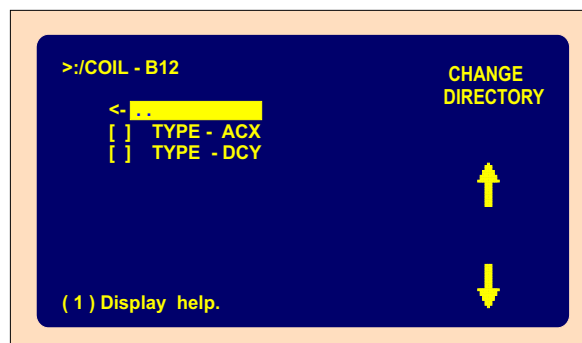 >:/COIL - B12
CHANGE
DIRECTORY
<- ..
[ ] TYPE - ACX
[ ] TYPE - DCY
( 1 ) Display help.